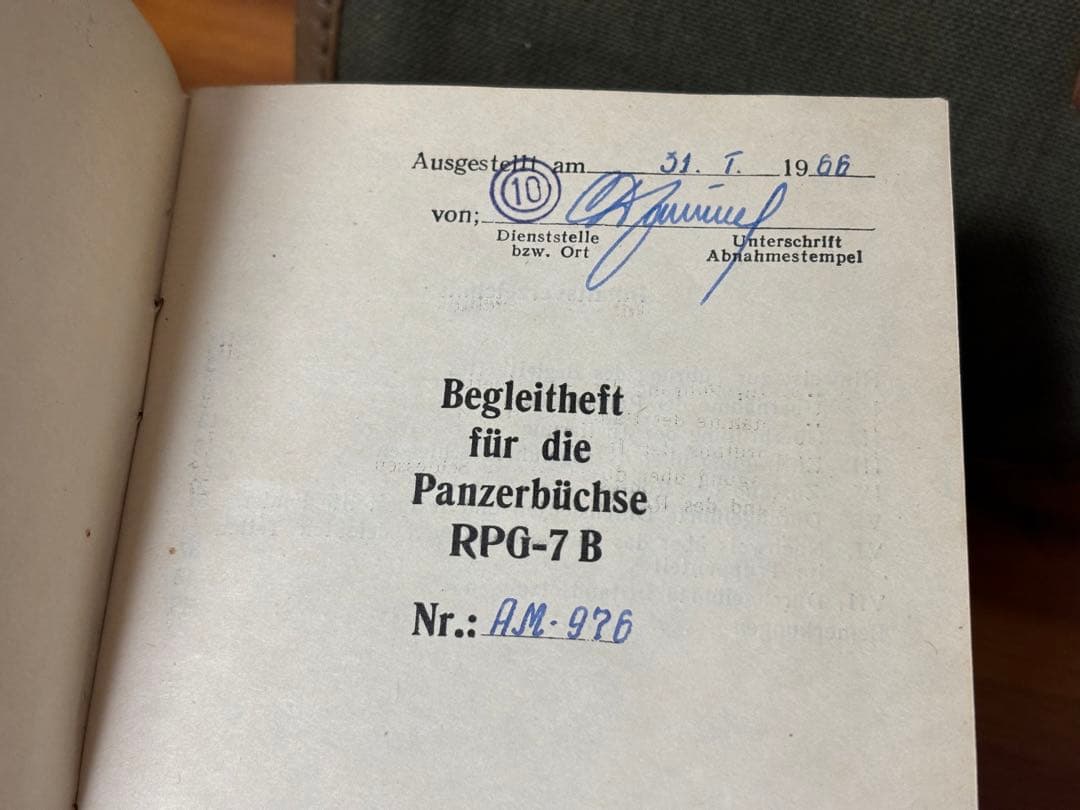 Ausgestellt am 31. I. 1966
10
von;
Dienststelle Unterschrift
bzw. Ort Abnahmestempel
Begleitheft
für die
Panzerbüchse
RPG-7 B
Nr.: AM-976